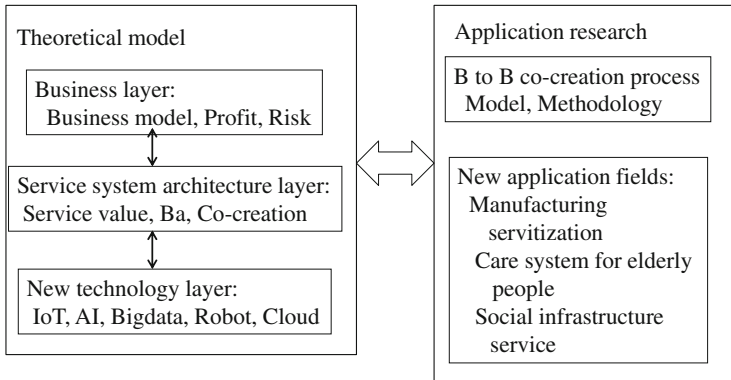 Theoretical model
Business layer:
Business model, Profit, Risk
Service system architecture layer:
Service value, Ba, Co-creation
New technology layer:
IoT, AI, Bigdata, Robot, Cloud
Application research
B to B co-creation process
Model, Methodology
New application fields:
Manufacturing
servitization
Care system for elderly
people
Social infrastructure
service